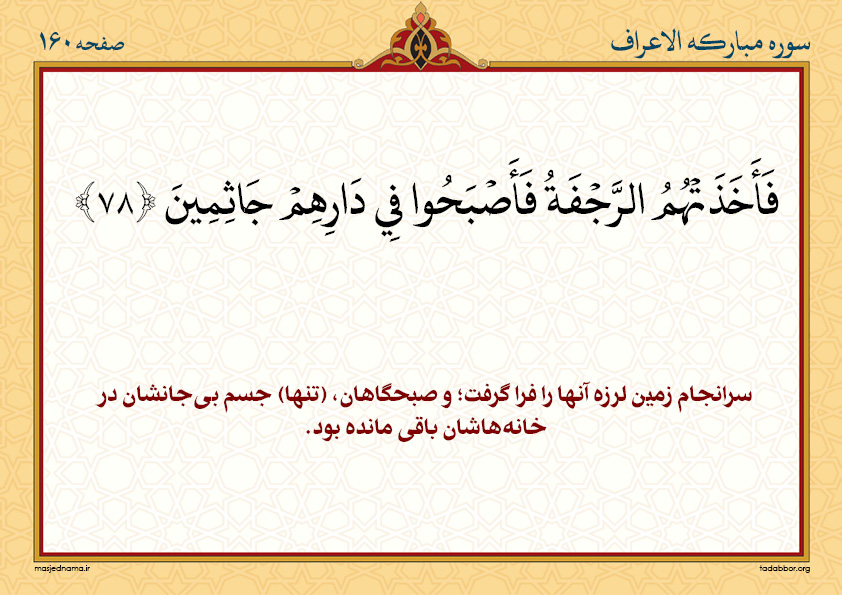 سوره مبارکه الاعراف
صفحه ۱۶۰
فَأَخَذَتْهُمُ الرَّجْفَةُ فَأَصْبَحُوا فِي دَارِهِمْ جَاثِمِينَ ﴿۷۸﴾
سرانجام زمین لرزه آنها را فرا گرفت؛ و صبحگاهان، (تنها) جسم بی‌جانشان در
خانه‌هاشان باقی مانده بود.
masjednama.ir
tadabbor.org